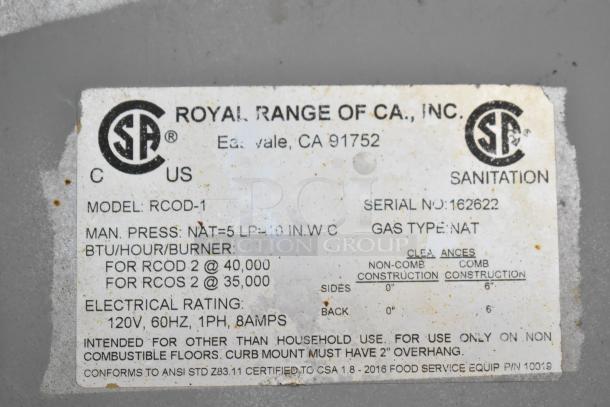 ROYAL RANGE OF CA., INC.
CA 91752
SA ®
C US
SANITATION
MODEL: RCOD-1
SERIAL NO: 162622
MAN. PRESS: NAT=5 LP=10 IN.W.C
GAS TYPE: NAT
BTU/HOUR/BURNER:
FOR RCOD 2 @ 40,000
FOR RCOS 2 @ 35,000
NON-COMB COMB
CONSTRUCTION CONSTRUCTION
SIDES 0" 6"
BACK 0" 6"
ELECTRICAL RATING:
120V, 60HZ, 1PH, 8AMPS
INTENDED FOR OTHER THAN HOUSEHOLD USE. FOR USE ONLY ON NON
COMBUSTIBLE FLOORS. CURB MOUNT MUST HAVE 2" OVERHANG.
CONFORMS TO ANSI STD Z83.11 CERTIFIED TO CSA 1.8 - 2016 FOOD SERVICE EQUIP P/N 10019